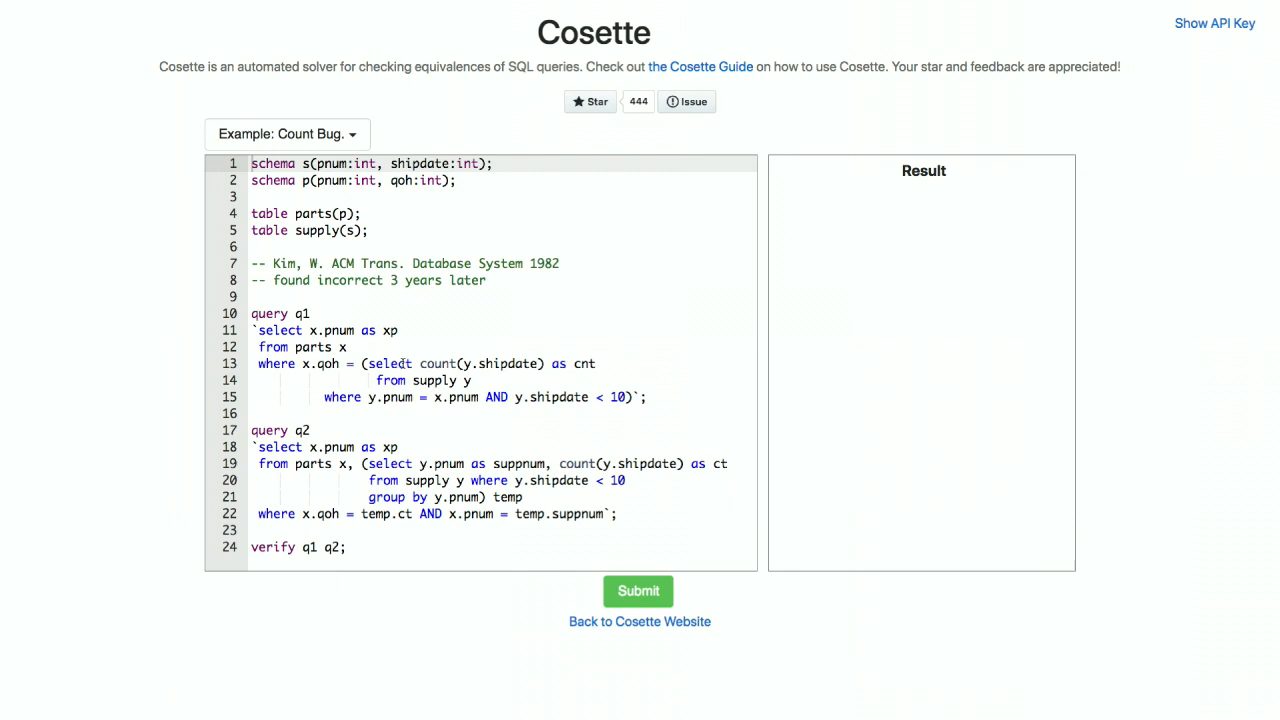 Cosette
Show API Key
Cosette is an automated solver for checking equivalences of SQL queries. Check out the Cosette Guide on how to use Cosette. Your star and feedback are appreciated!
Star 444 Issue
Example: Count Bug.
1 schema s(pnum:int, shipdate:int);
2 schema p(pnum:int, qoh:int);
3
4 table parts(p);
5 table supply(s);
6
7 -- Kim, W. ACM Trans. Database System 1982
8 -- found incorrect 3 years later
9
10 query q1
11 `select x.pnum as xp
12 from parts x
13 where x.qoh = (select count(y.shipdate) as cnt
14 from supply y
15 where y.pnum = x.pnum AND y.shipdate < 10)`;
16
17 query q2
18 `select x.pnum as xp
19 from parts x, (select y.pnum as suppnum, count(y.shipdate) as ct
20 from supply y where y.shipdate < 10
21 group by y.pnum) temp
22 where x.qoh = temp.ct AND x.pnum = temp.suppnum`;
23
24 verify q1 q2;
Result
Submit
Back to Cosette Website